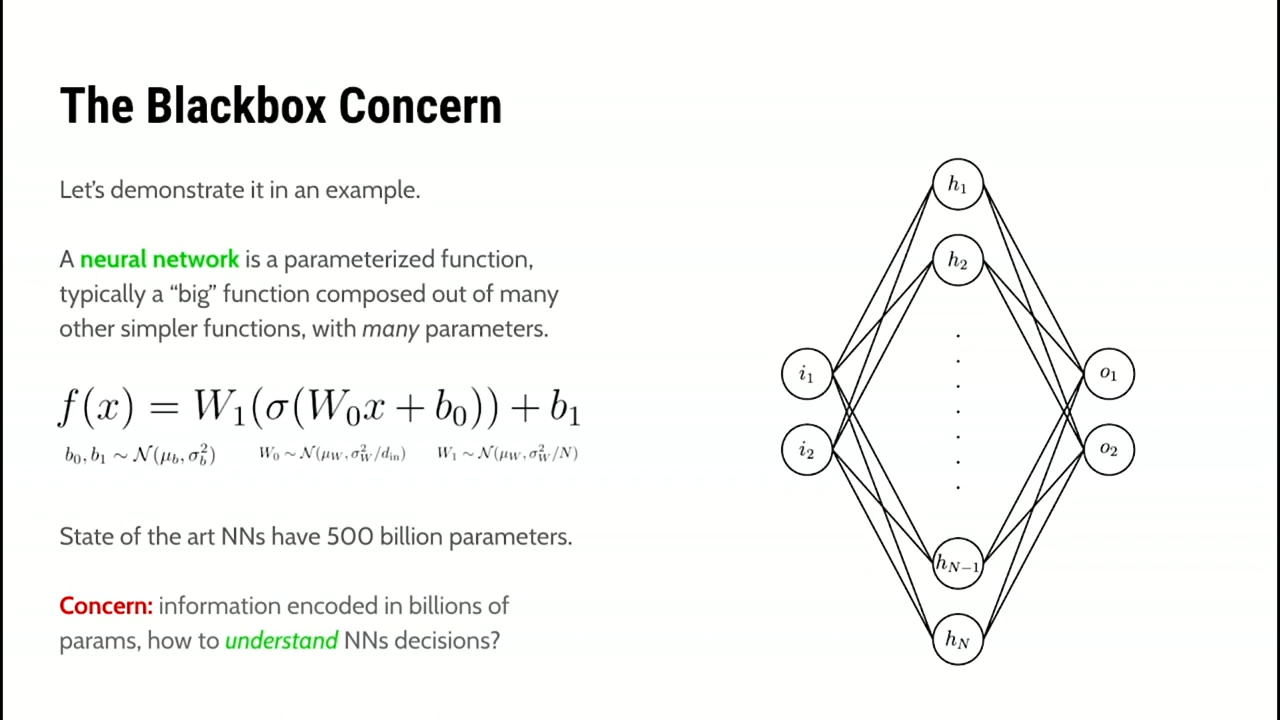 The Blackbox Concern
Let's demonstrate it in an example.
A neural network is a parameterized function,
typically a “big” function composed out of many
other simpler functions, with many parameters.
f(x) = W₁(σ(W₀x + b₀)) + b₁
b₀, b₁ ∼ 𝒩(μ_b, σ_b²) W₀ ∼ 𝒩(μ_W, σ_W²/d_in) W₁ ∼ 𝒩(μ_W, σ_W²/N)
State of the art NNs have 500 billion parameters.
Concern: information encoded in billions of
params, how to understand NNs decisions?
h₁
h₂
i₁ o₁
i₂ o₂
h_{N−1}
h_N